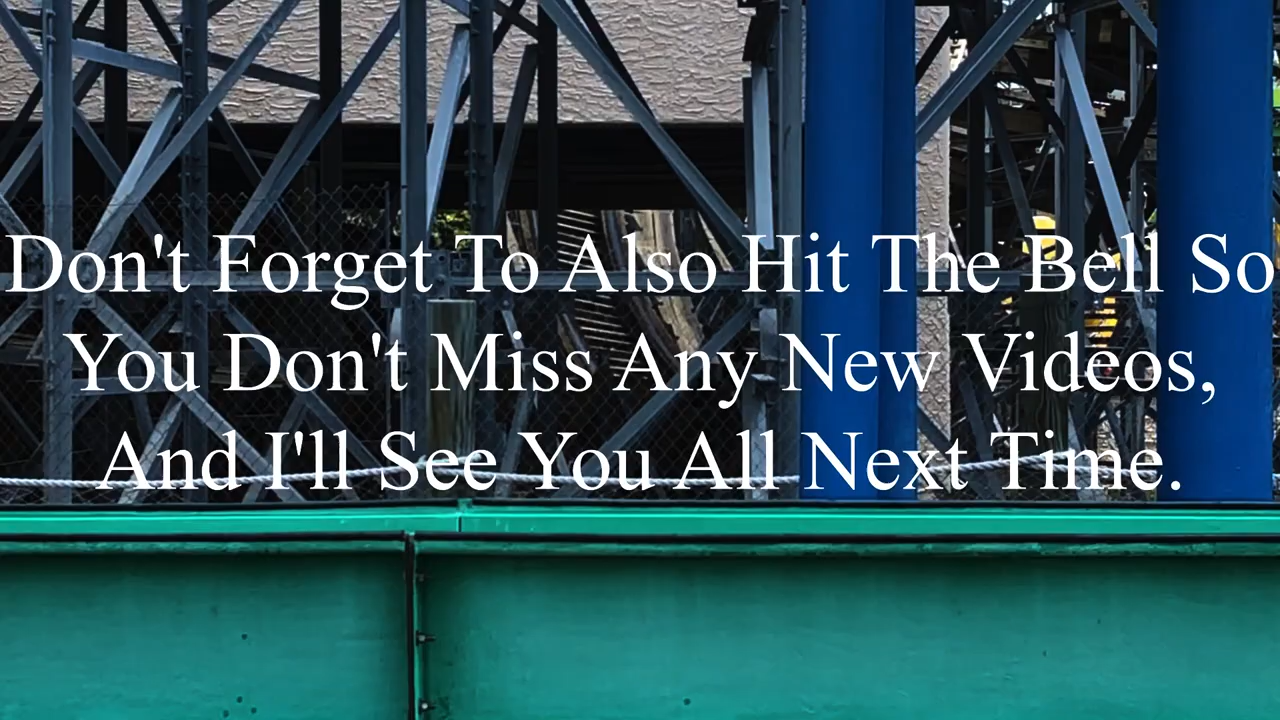 Don't Forget To Also Hit The Bell So
You Don't Miss Any New Videos,
And I'll See You All Next Time.